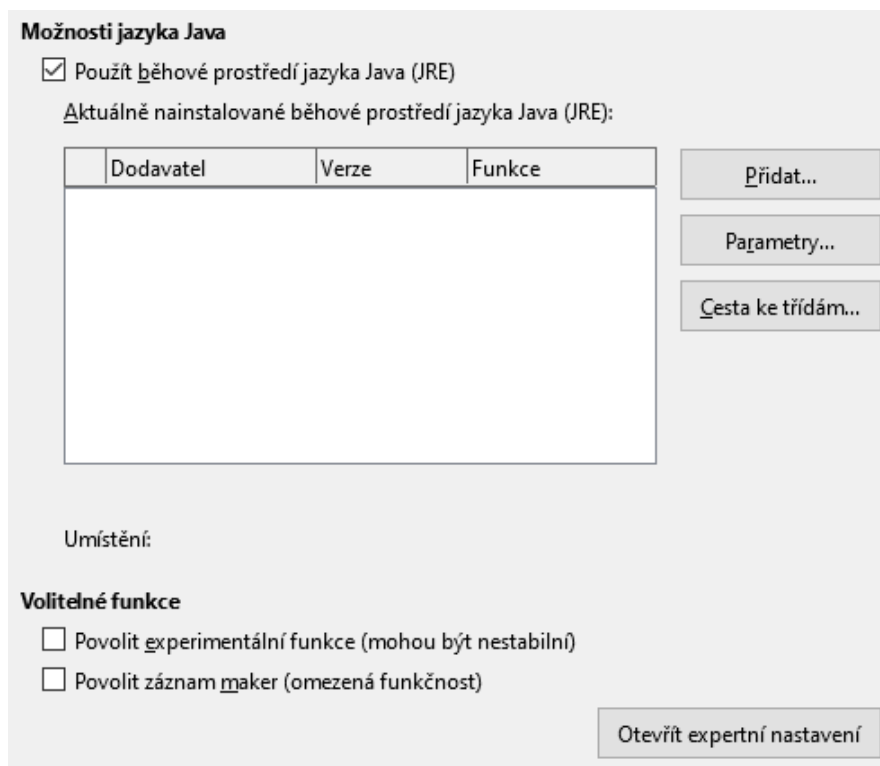 Možnosti jazyka Java
Použít běhové prostředí jazyka Java (JRE)
Aktuálně nainstalované běhové prostředí jazyka Java (JRE):
Dodavatel Verze Funkce
Přidat...
Parametry...
Cesta ke třídám...
Umístění:
Volitelné funkce
Povolit experimentální funkce (mohou být nestabilní)
Povolit záznam maker (omezená funkčnost)
Otevřít expertní nastavení